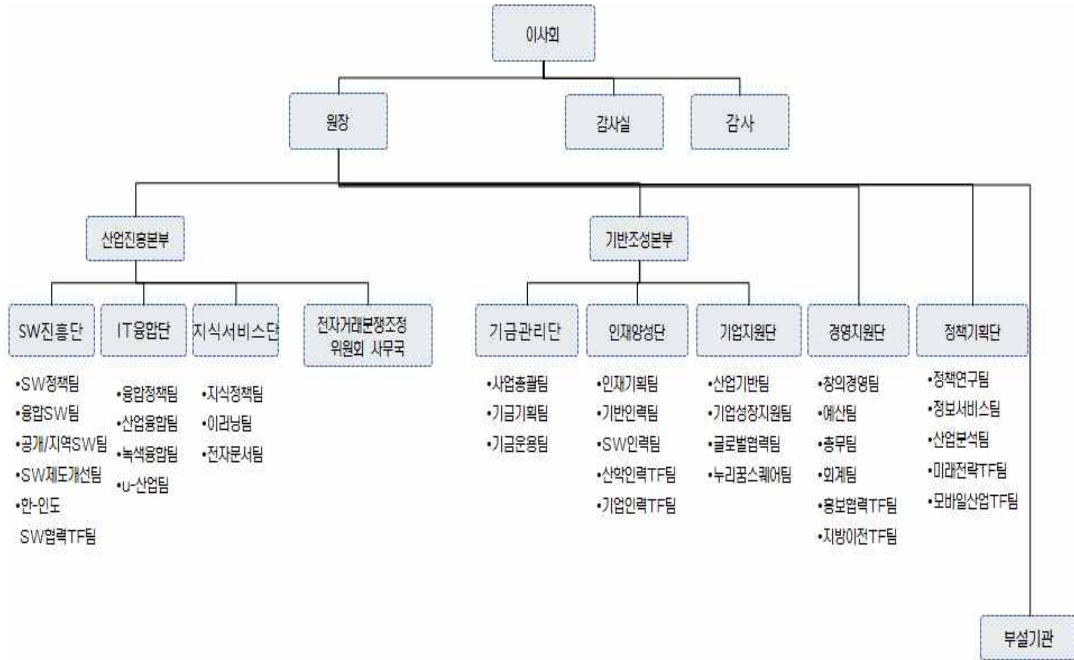 이사회
원장
감사실
감사
산업진흥본부
기반조성본부
SW진흥단
•SW정책팀
•융합SW팀
•공개/지역SW팀
•SW제도개선팀
•한-인도
SW협력TF팀
IT융합단
•융합정책팀
•산업융합팀
•녹색융합팀
•u-산업팀
지식서비스단
•지식정책팀
•이러닝팀
•전자문서팀
전자거래분쟁조정
위원회 사무국
기금관리단
•사업총괄팀
•기금기획팀
•기금운용팀
인재양성단
•인재기획팀
•기반인력팀
•SW인력팀
•산학인력TF팀
•기업인력TF팀
기업지원단
•산업기반팀
•기업성장지원팀
•글로벌협력팀
•누리꿈스퀘어팀
경영지원단
•창의경영팀
•예산팀
•총무팀
•회계팀
•홍보협력TF팀
•지방이전TF팀
정책기획단
•정책연구팀
•정보서비스팀
•산업분석팀
•미래전략TF팀
•모바일산업TF팀
부설기관